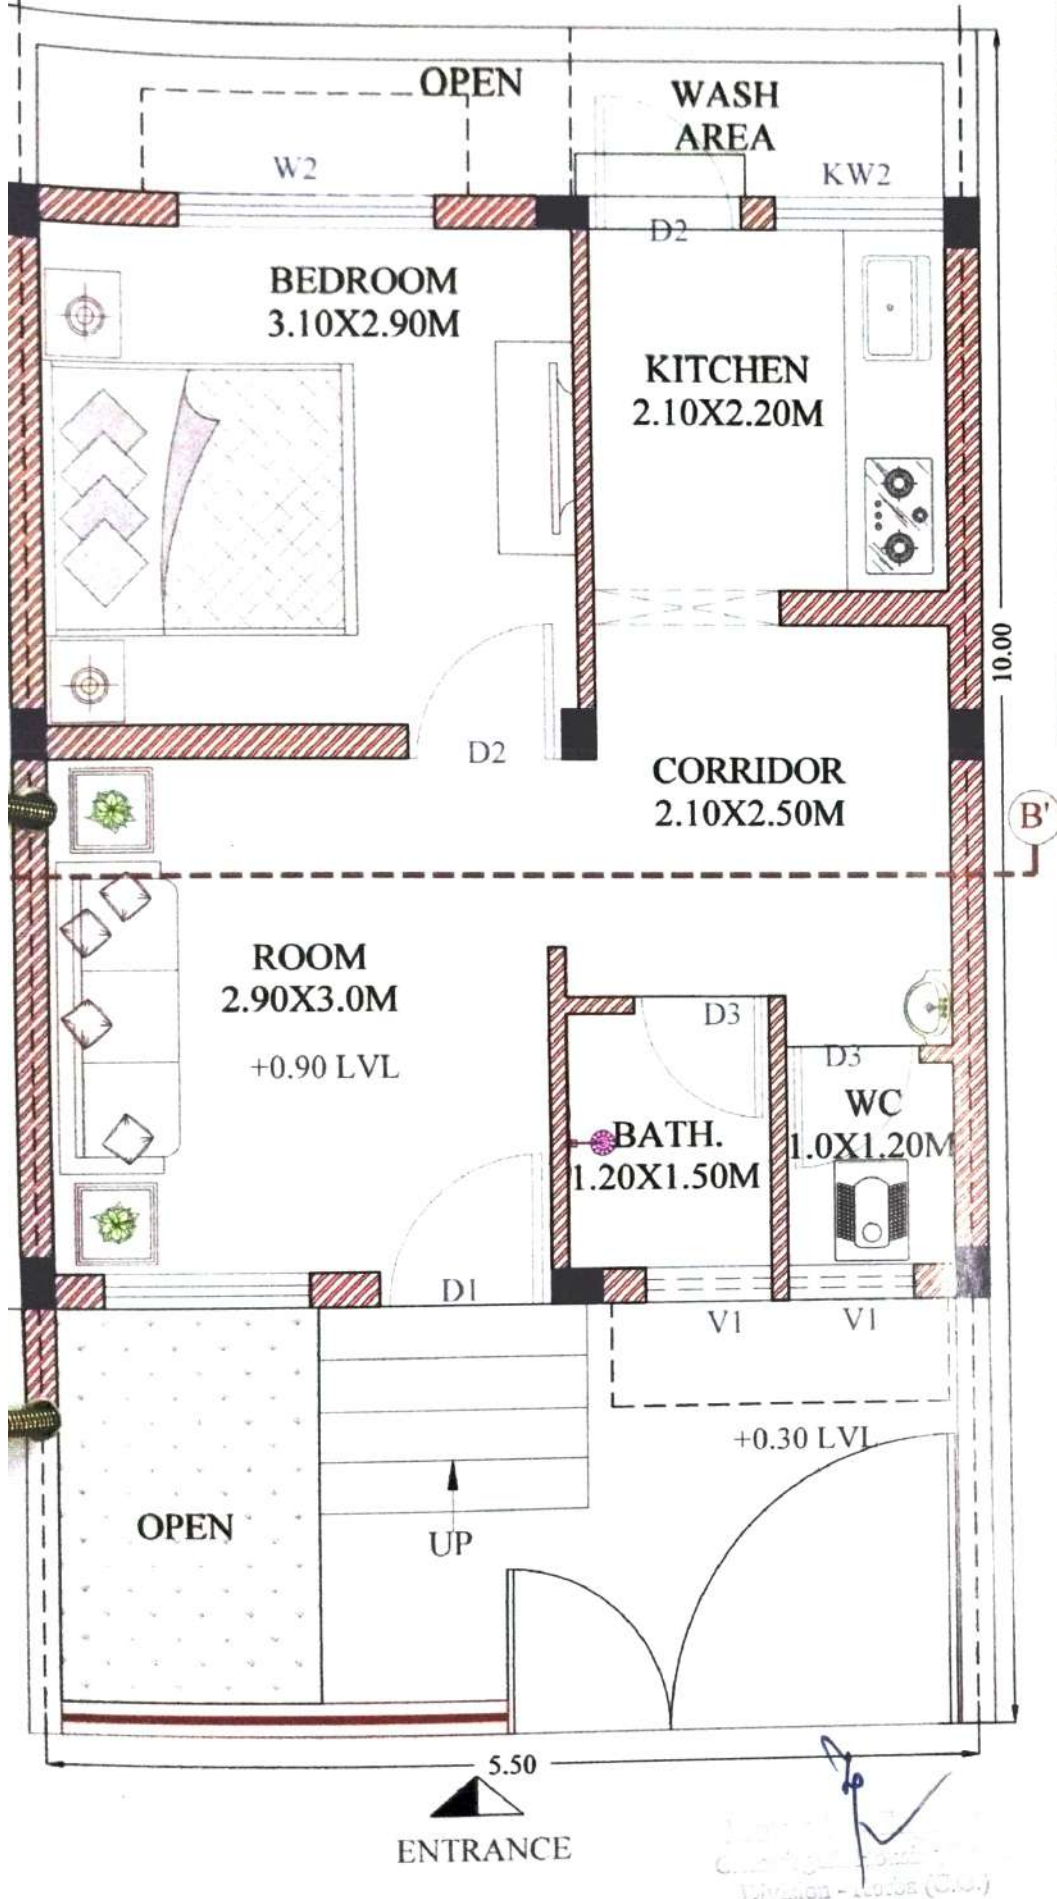 OPEN
WASH
AREA
W2
KW2
D2
BEDROOM
3.10X2.90M
KITCHEN
2.10X2.20M
10.00
D2
CORRIDOR
2.10X2.50M
B'
ROOM
2.90X3.0M
+0.90 LVL
D3
D3
WC
1.0X1.20M
BATH.
1.20X1.50M
D1
V1
V1
+0.30 LVL
OPEN
UP
5.50
ENTRANCE
(C.G.)